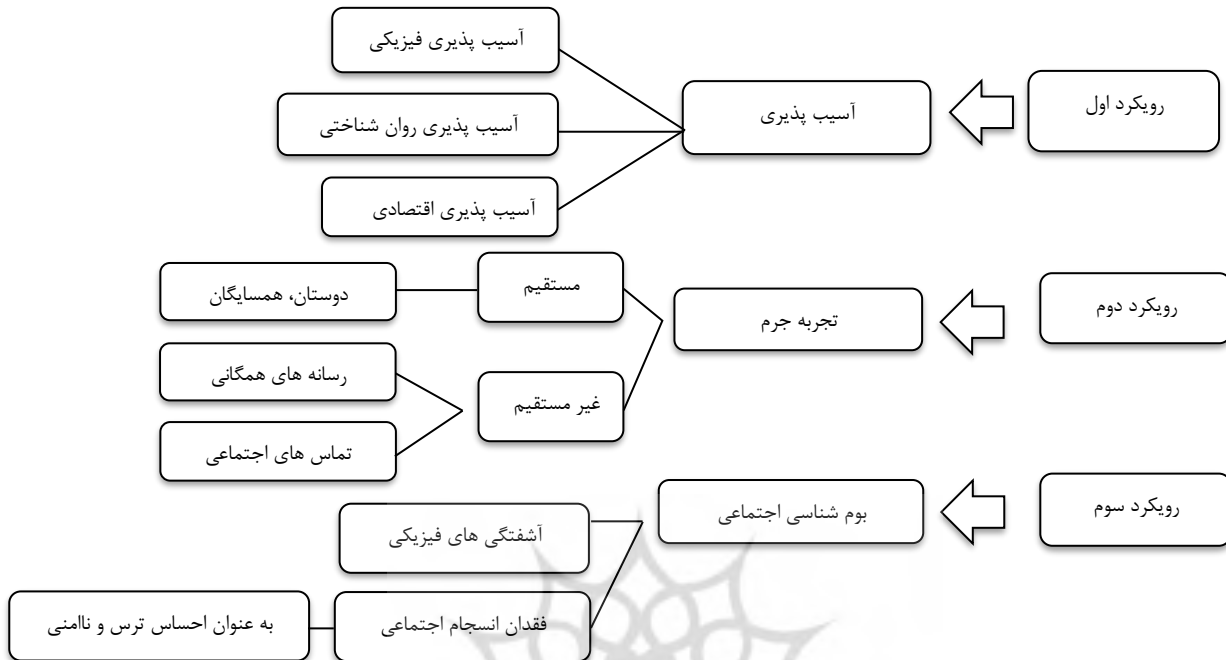 رویکرد اول
آسیب پذیری
آسیب پذیری فیزیکی
آسیب پذیری روان شناختی
آسیب پذیری اقتصادی
رویکرد دوم
تجربه جرم
مستقیم
دوستان، همسایگان
غیر مستقیم
رسانه های همگانی
تماس های اجتماعی
رویکرد سوم
بوم شناسی اجتماعی
آشفتگی های فیزیکی
فقدان انسجام اجتماعی
به عنوان احساس ترس و ناامنی